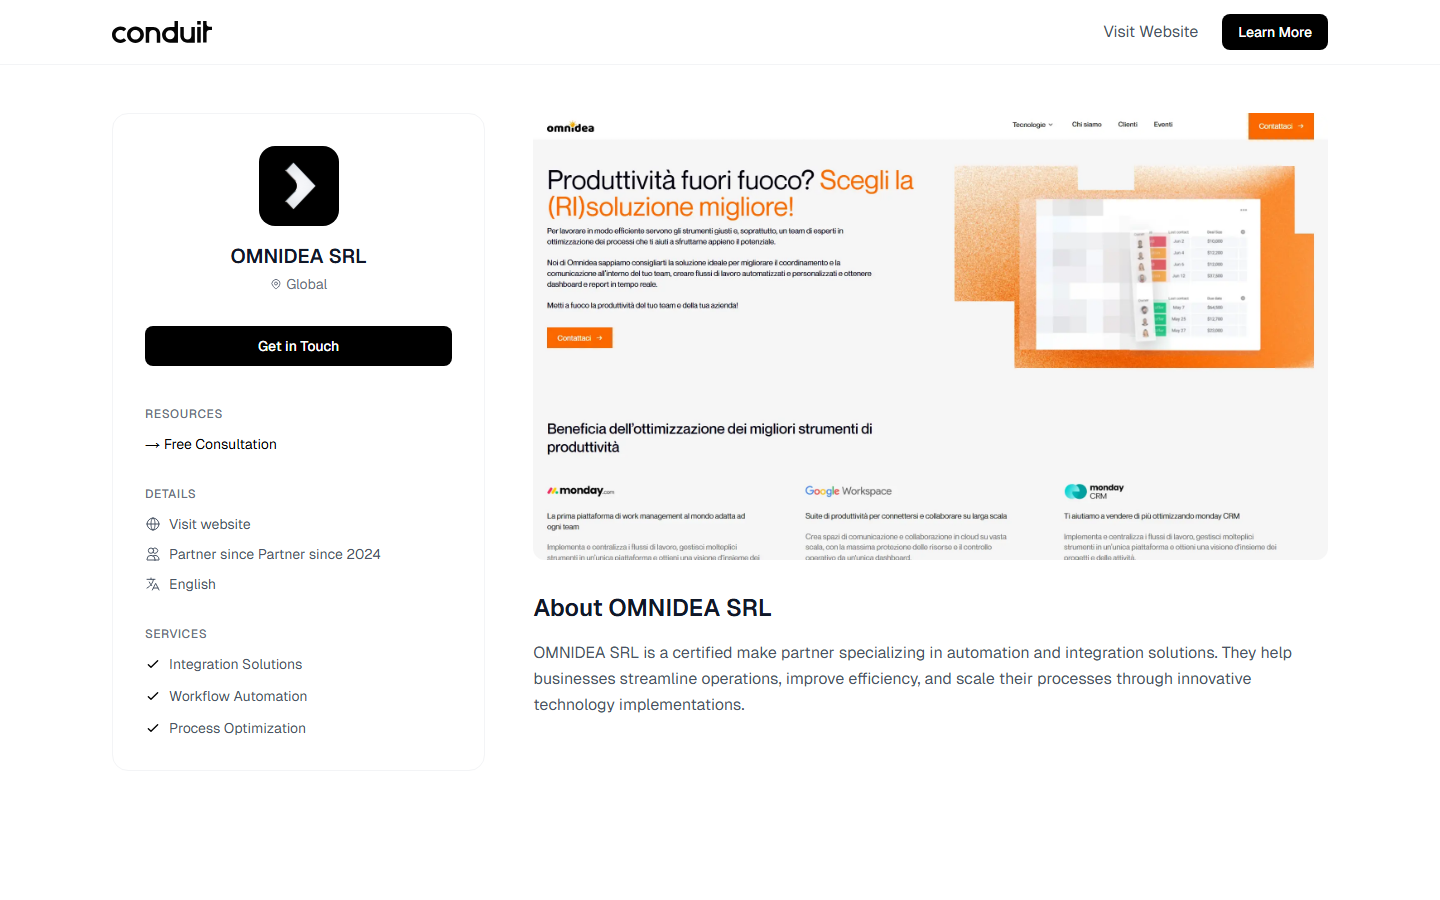 conduit
Visit Website
Learn More
OMNIDEA SRL
Global
Get in Touch
RESOURCES
→ Free Consultation
DETAILS
Visit website
Partner since Partner since 2024
English
SERVICES
Integration Solutions
Workflow Automation
Process Optimization
omnidea
Tecnologie
Chi siamo
Clienti
Eventi
Contattaci →
Produttività fuori fuoco? Scegli la
(RI)soluzione migliore!
Per lavorare in modo efficiente servono gli strumenti giusti e, soprattutto, un team di esperti in
ottimizzazione dei processi che ti aiuti a sfruttarne appieno il potenziale.
Noi di Omnidea sappiamo consigliarti la soluzione ideale per migliorare il coordinamento e la
comunicazione all'interno del tuo team, creare flussi di lavoro automatizzati e personalizzati e ottenere
dashboard e report in tempo reale.
Metti a fuoco la produttività del tuo team e della tua azienda!
Contattaci →
Beneficia dell'ottimizzazione dei migliori strumenti di
produttività
monday.com
La prima piattaforma di work management al mondo adatta ad
ogni team
Implementa e centralizza i flussi di lavoro, gestisci molteplici
strumenti in un'unica piattaforma e ottieni una visione d'insieme dei
Google Workspace
Suite di produttività per connettersi e collaborare su larga scala
Crea spazi di comunicazione e collaborazione in cloud su vasta
scala, con la massima protezione delle risorse e il controllo
operativo da un'unica dashboard.
monday
CRM
Ti aiutiamo a vendere di più ottimizzando monday CRM
Implementa e centralizza i flussi di lavoro, gestisci molteplici
strumenti in un'unica piattaforma e ottieni una visione d'insieme dei
progetti e delle attività.
About OMNIDEA SRL
OMNIDEA SRL is a certified make partner specializing in automation and integration solutions. They help
businesses streamline operations, improve efficiency, and scale their processes through innovative
technology implementations.